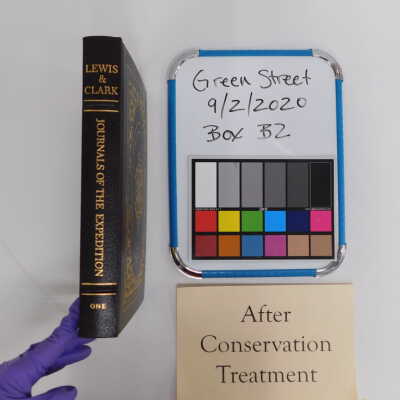 LEWIS
&
CLARK
JOURNALS OF THE EXPEDITION
ONE
Green Street
9/2/2020
Box B2
After
Conservation
Treatment